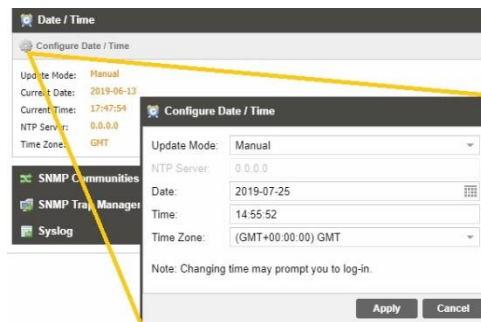 Date / Time
Configure Date / Time
Update Mode: Manual
Current Date: 2019-06-13
Current Time: 17:47:54
NTP Server: 0.0.0.0
Time Zone: GMT
SNMP Communities
SNMP Trap Manager
Syslog
Configure Date / Time
Update Mode: Manual
NTP Server: 0.0.0.0
Date: 2019-07-25
Time: 14:55:52
Time Zone: (GMT+00:00:00) GMT
Note: Changing time may prompt you to log-in.
Apply Cancel